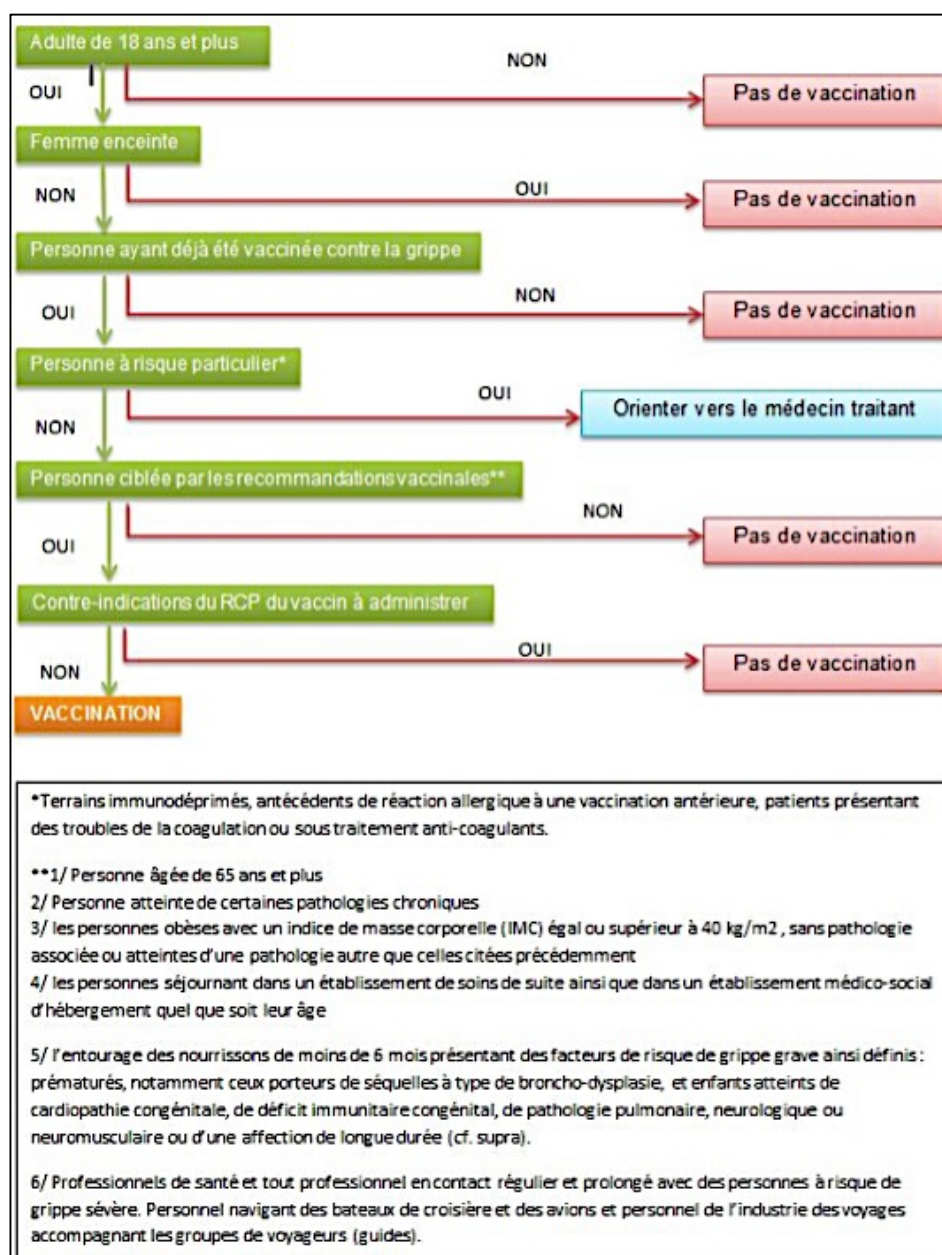 Adulte de 18 ans et plus
NON
Pas de vaccination
OUI
Femme enceinte
NON
OUI
Pas de vaccination
Personne ayant déjà été vaccinée contre la grippe
NON
OUI
Pas de vaccination
Personne à risque particulier*
OUI
Orienter vers le médecin traitant
NON
Personne ciblée par les recommandations vaccinales**
NON
Pas de vaccination
OUI
Contre-indications du RCP du vaccin à administrer
OUI
Pas de vaccination
NON
VACCINATION
*Terrains immunodéprimés, antécédents de réaction allergique à une vaccination antérieure, patients présentant
des troubles de la coagulation ou sous traitement anti-coagulants.
**1/ Personne âgée de 65 ans et plus
2/ Personne atteinte de certaines pathologies chroniques
3/ les personnes obèses avec un indice de masse corporelle (IMC) égal ou supérieur à 40 kg/m2 , sans pathologie
associée ou atteintes d'une pathologie autre que celles citées précédemment
4/ les personnes séjournant dans un établissement de soins de suite ainsi que dans un établissement médico-social
d'hébergement quel que soit leur âge
5/ l'entourage des nourrissons de moins de 6 mois présentant des facteurs de risque de grippe grave ainsi définis :
prématurés, notamment ceux porteurs de séquelles à type de broncho-dysplasie, et enfants atteints de
cardiopathie congénitale, de déficit immunitaire congénital, de pathologie pulmonaire, neurologique ou
neuromusculaire ou d'une affection de longue durée (cf. supra).
6/ Professionnels de santé et tout professionnel en contact régulier et prolongé avec des personnes à risque de
grippe sévère. Personnel navigant des bateaux de croisière et des avions et personnel de l'industrie des voyages
accompagnant les groupes de voyageurs (guides).